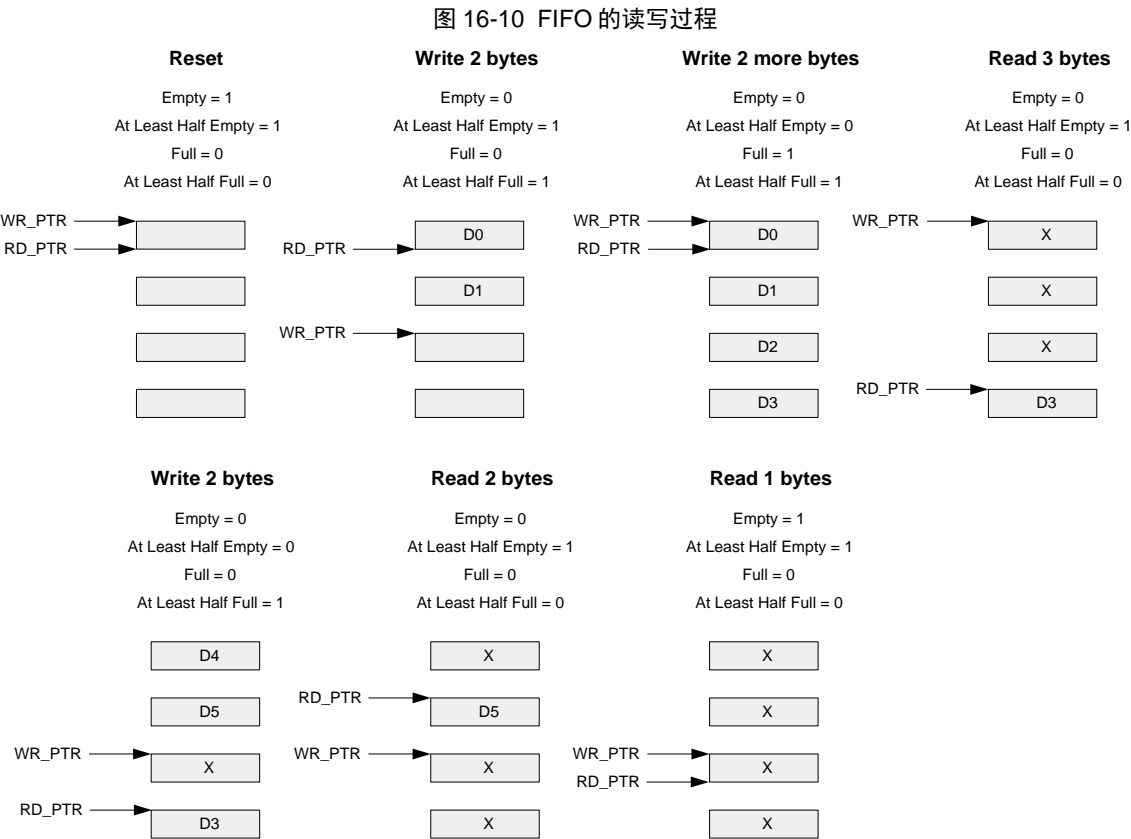 图 16-10 FIFO 的读写过程
Reset
Write 2 bytes
Write 2 more bytes
Read 3 bytes
Empty = 1
Empty = 0
Empty = 0
Empty = 0
At Least Half Empty = 1
At Least Half Empty = 1
At Least Half Empty = 0
At Least Half Empty = 1
Full = 0
Full = 0
Full = 1
Full = 0
At Least Half Full = 0
At Least Half Full = 1
At Least Half Full = 1
At Least Half Full = 0
WR_PTR
RD_PTR
RD_PTR
D0
D1
WR_PTR
WR_PTR
RD_PTR
D0
D1
D2
D3
WR_PTR
X
X
X
RD_PTR
D3
Write 2 bytes
Read 2 bytes
Read 1 bytes
Empty = 0
Empty = 0
Empty = 1
At Least Half Empty = 0
At Least Half Empty = 1
At Least Half Empty = 1
Full = 0
Full = 0
Full = 0
At Least Half Full = 1
At Least Half Full = 0
At Least Half Full = 0
D4
D5
WR_PTR
X
RD_PTR
D3
X
RD_PTR
D5
WR_PTR
X
X
X
X
WR_PTR
RD_PTR
X
X